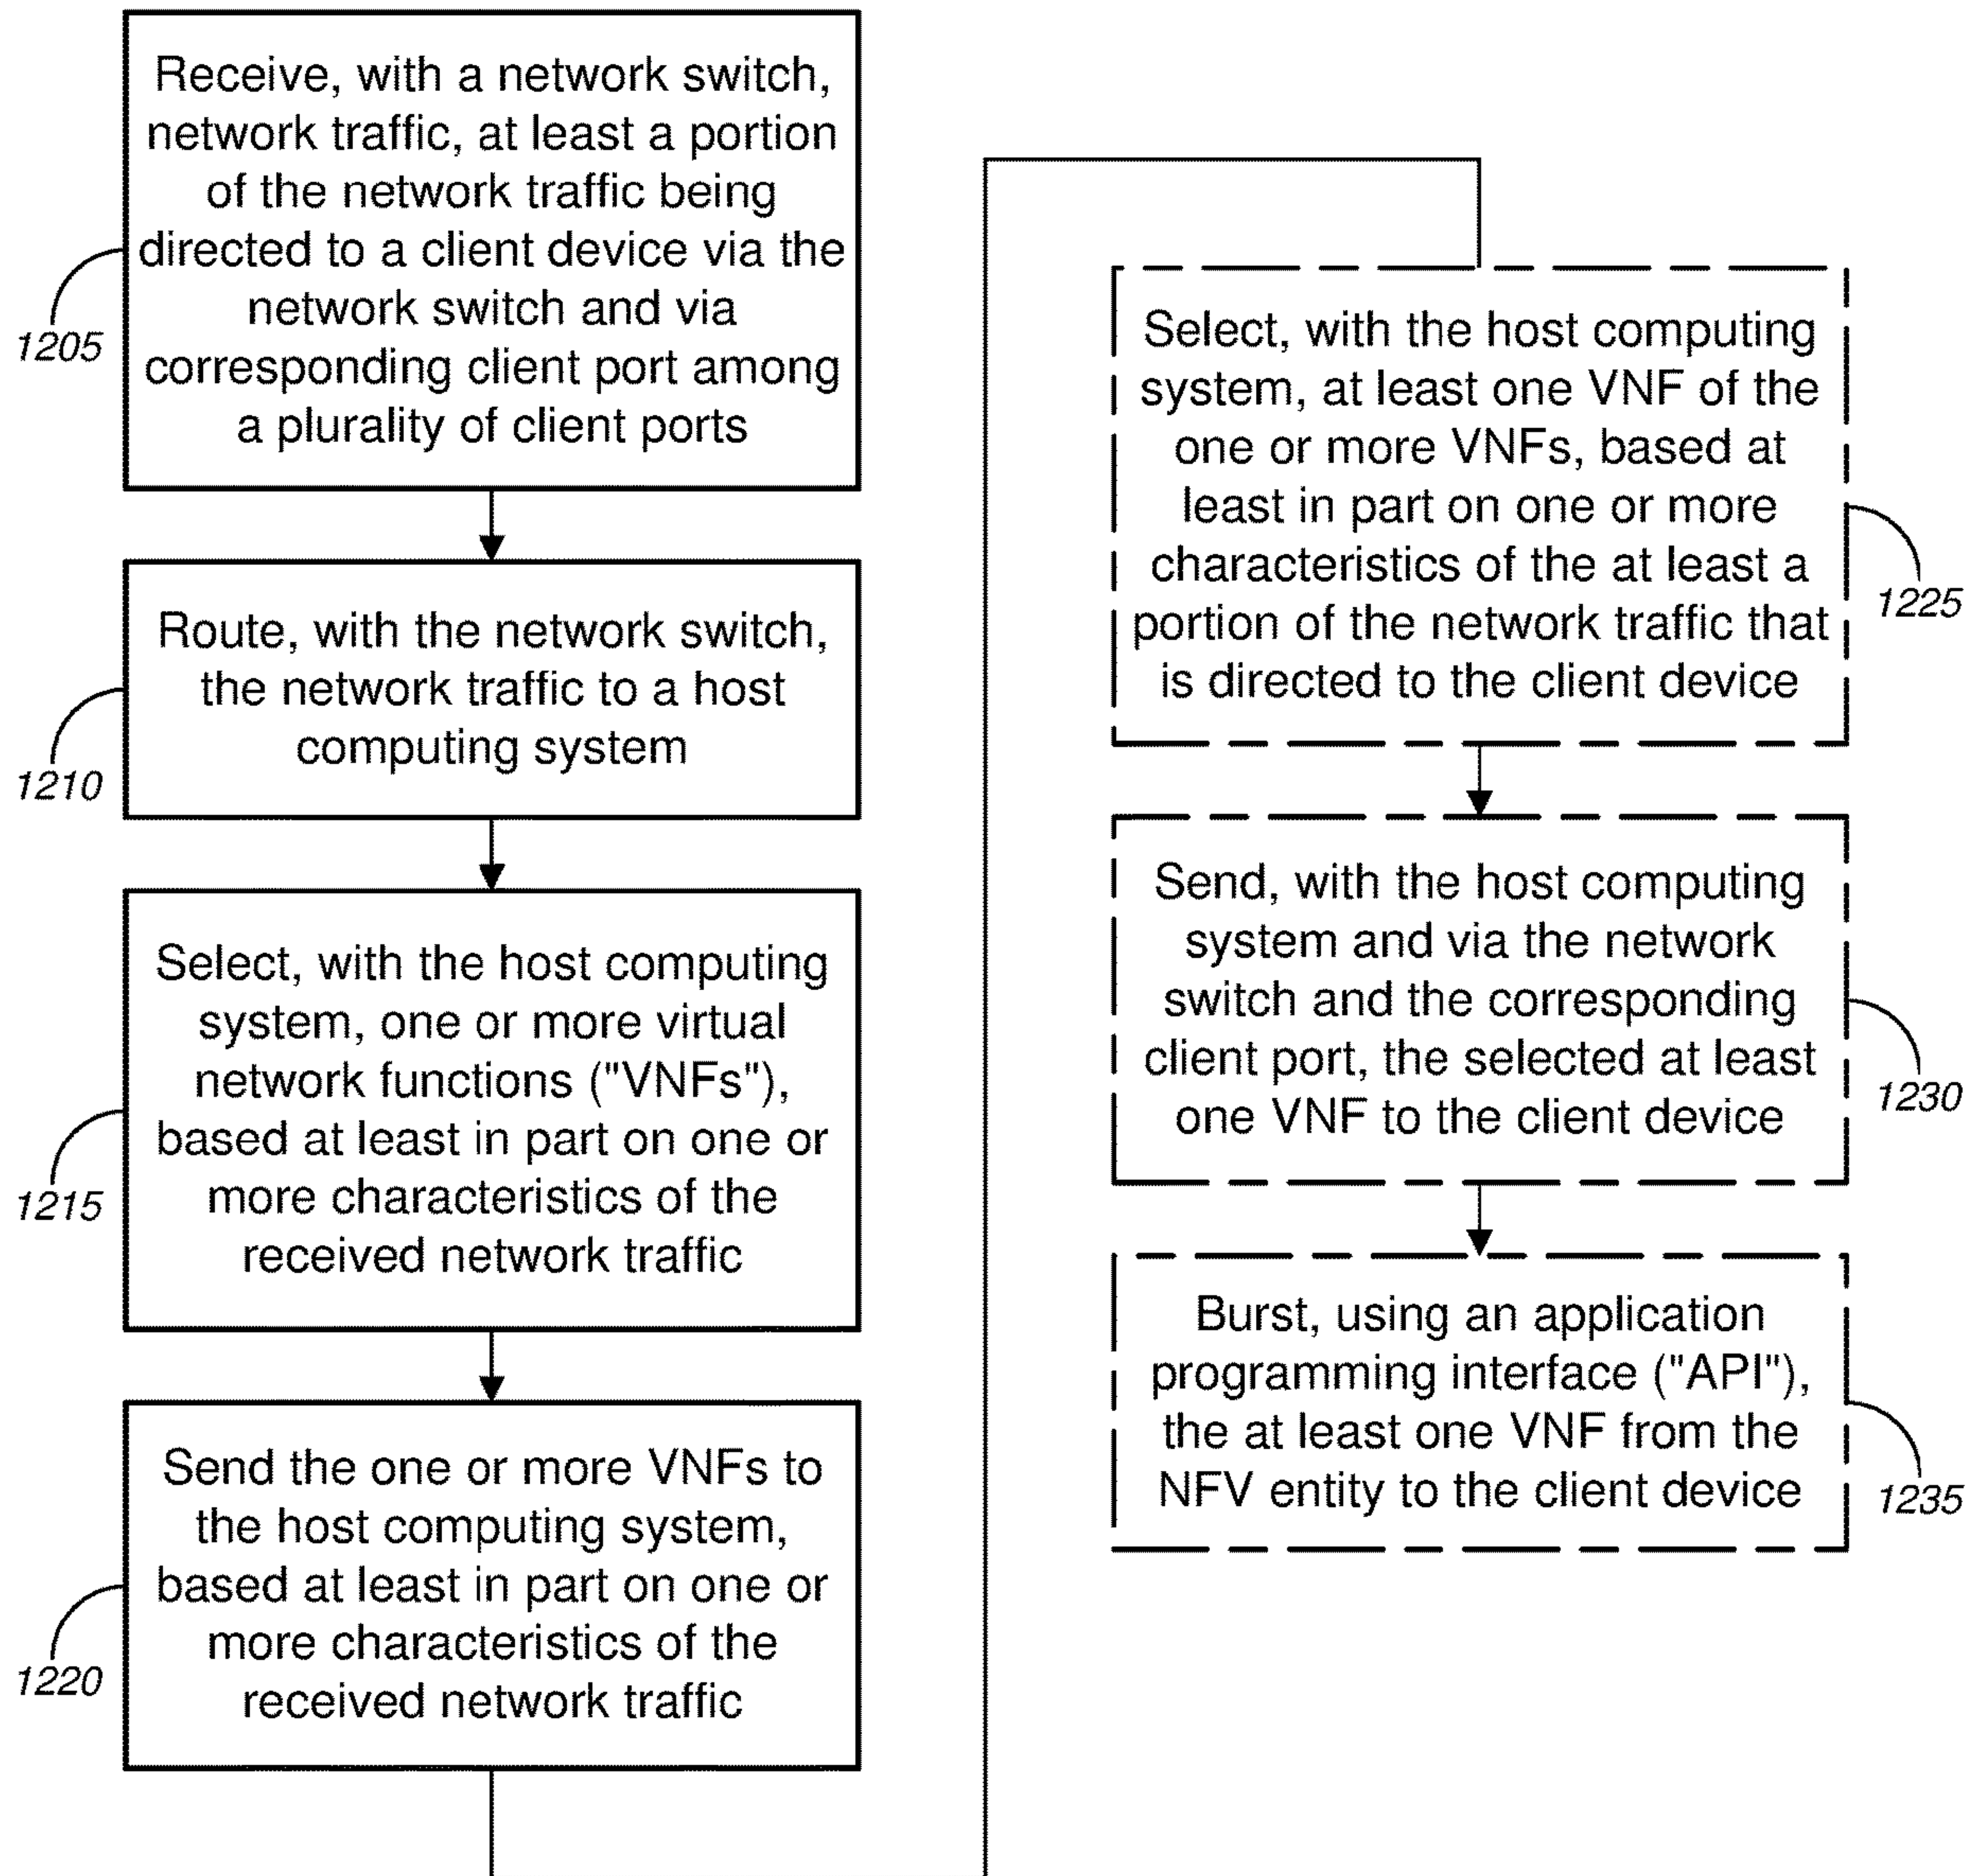 Receive, with a network switch,
network traffic, at least a portion
of the network traffic being
directed to a client device via the
network switch and via
corresponding client port among
a plurality of client ports
1205
Route, with the network switch,
the network traffic to a host
computing system
1210
Select, with the host computing
system, one or more virtual
network functions ("VNFs"),
based at least in part on one or
more characteristics of the
received network traffic
1215
Send the one or more VNFs to
the host computing system,
based at least in part on one or
more characteristics of the
received network traffic
1220
Select, with the host computing
system, at least one VNF of the
one or more VNFs, based at
least in part on one or more
characteristics of the at least a
portion of the network traffic that
is directed to the client device
1225
Send, with the host computing
system and via the network
switch and the corresponding
client port, the selected at least
one VNF to the client device
1230
Burst, using an application
programming interface ("API"),
the at least one VNF from the
NFV entity to the client device
1235